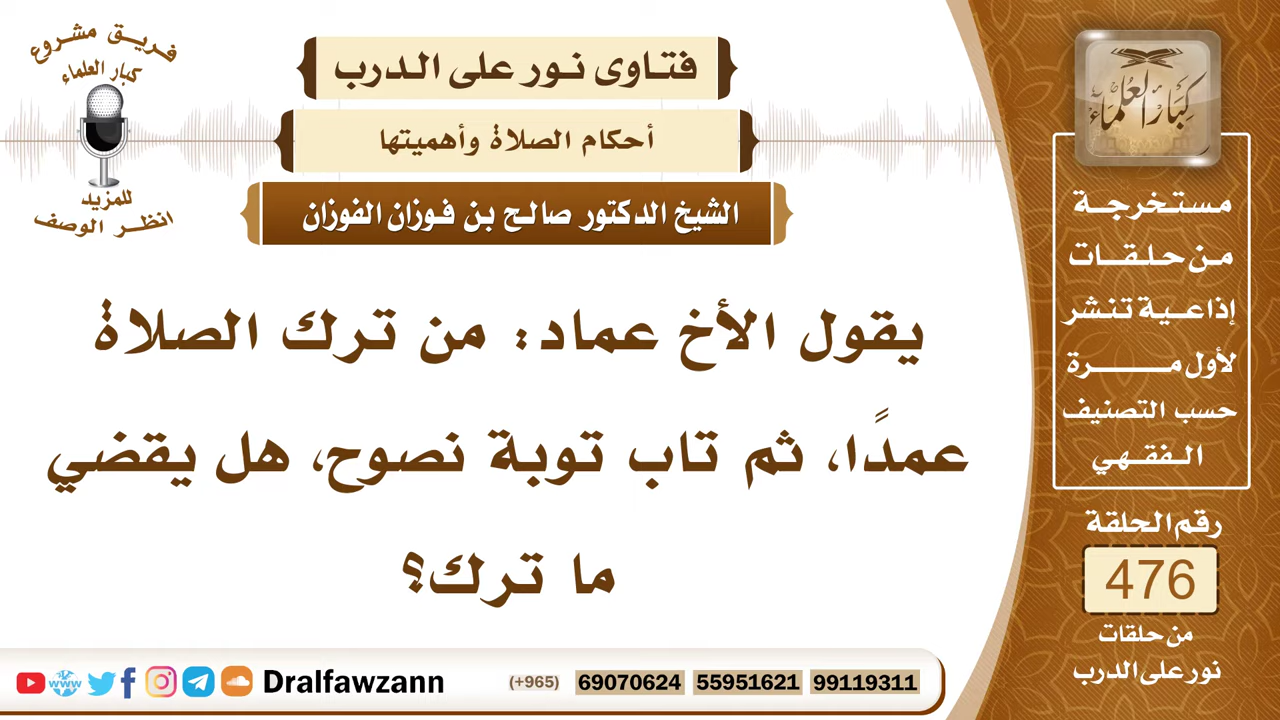 فريق مشروع
كبار العلماء
للمزيد
انظر الوصف
فتاوى نور على الدرب
أحكام الصلاة وأهميتها
الشيخ الدكتور صالح بن فوزان الفوزان
يقول الأخ عماد: من ترك الصلاة
عمدًا، ثم تاب توبة نصوح، هل يقضي
ما ترك؟
كبار العلماء
مستخرجة
من حلقات
إذاعية تنشر
لأول مرة
حسب التصنيف
الفقهي
رقم الحلقة
476
من حلقات
نور على الدرب
www Dralfawzann (+965) 69070624 55951621 99119311